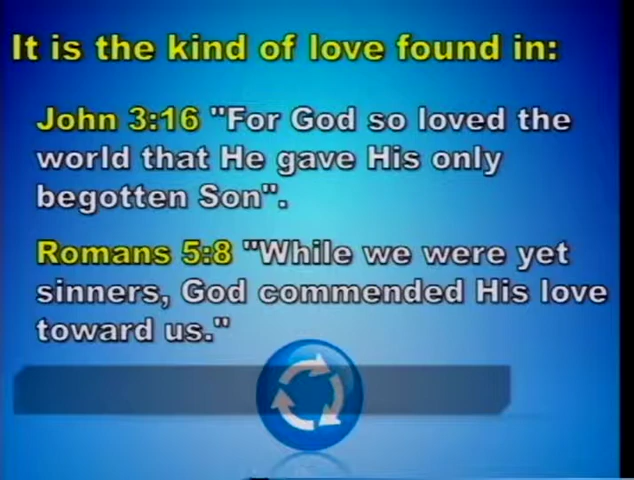 It is the kind of love found in:
John 3:16 "For God so loved the
world that He gave His only
begotten Son".
Romans 5:8 "While we were yet
sinners, God commended His love
toward us."